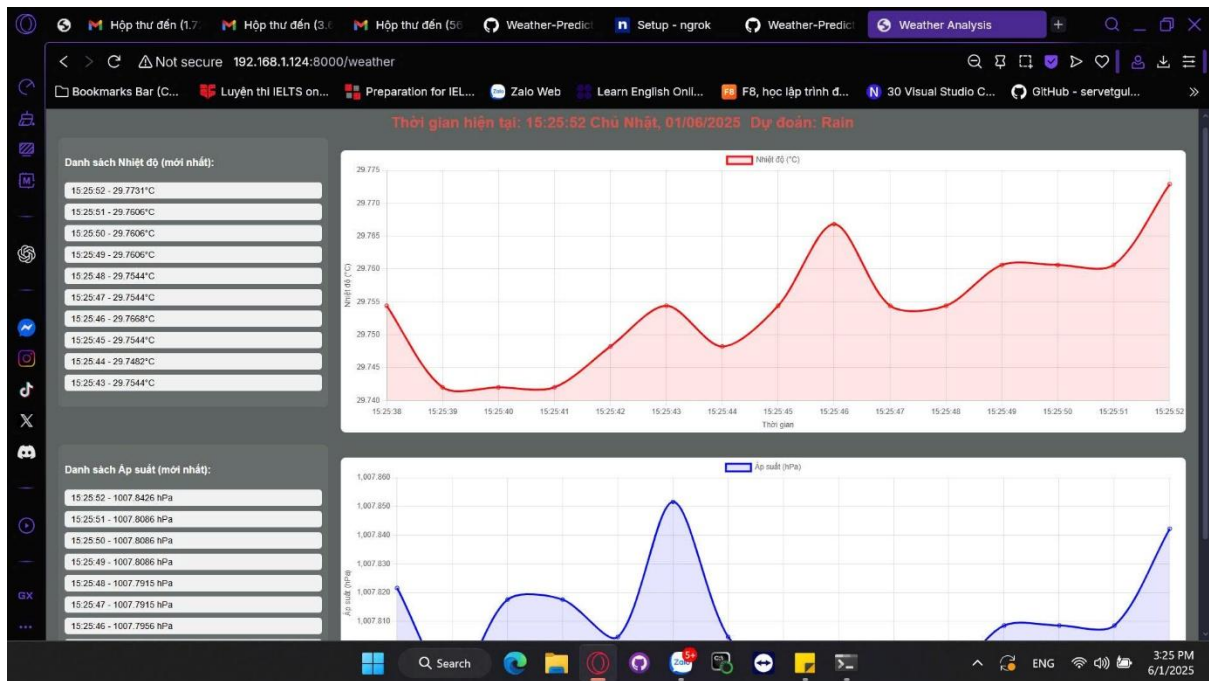 Hộp thư đến (1.7
Hộp thư đến (3.6
Hộp thư đến (56
Weather-Predict
Setup - ngrok
Weather-Predict
Weather Analysis
Not secure 192.168.1.124:8000/weather
Bookmarks Bar (C...
Luyện thi IELTS on...
Preparation for IEL...
Zalo Web
Learn English Onli...
F8, học lập trình đ...
30 Visual Studio C...
GitHub - servetgul...
Thời gian hiện tại: 15:25:52 Chủ Nhật, 01/06/2025 Dự đoán: Rain
Danh sách Nhiệt độ (mới nhất):
15:25:52 - 29.7731°C
15:25:51 - 29.7606°C
15:25:50 - 29.7606°C
15:25:49 - 29.7606°C
15:25:48 - 29.7544°C
15:25:47 - 29.7544°C
15:25:46 - 29.7668°C
15:25:45 - 29.7544°C
15:25:44 - 29.7482°C
15:25:43 - 29.7544°C
Nhiệt độ (°C)
29.775
29.770
29.765
29.760
29.755
29.750
29.745
29.740
Nhiệt độ (°C)
15:25:38 15:25:39 15:25:40 15:25:41 15:25:42 15:25:43 15:25:44 15:25:45 15:25:46 15:25:47 15:25:48 15:25:49 15:25:50 15:25:51 15:25:52
Thời gian
Danh sách Áp suất (mới nhất):
15:25:52 - 1007.8426 hPa
15:25:51 - 1007.8086 hPa
15:25:50 - 1007.8086 hPa
15:25:49 - 1007.8086 hPa
15:25:48 - 1007.7915 hPa
15:25:47 - 1007.7915 hPa
15:25:46 - 1007.7956 hPa
Áp suất (hPa)
1,007.860
1,007.850
1,007.840
1,007.830
1,007.820
1,007.810
Áp suất (hPa)
GX
Search
Zalo
5+
ENG
3:25 PM
6/1/2025